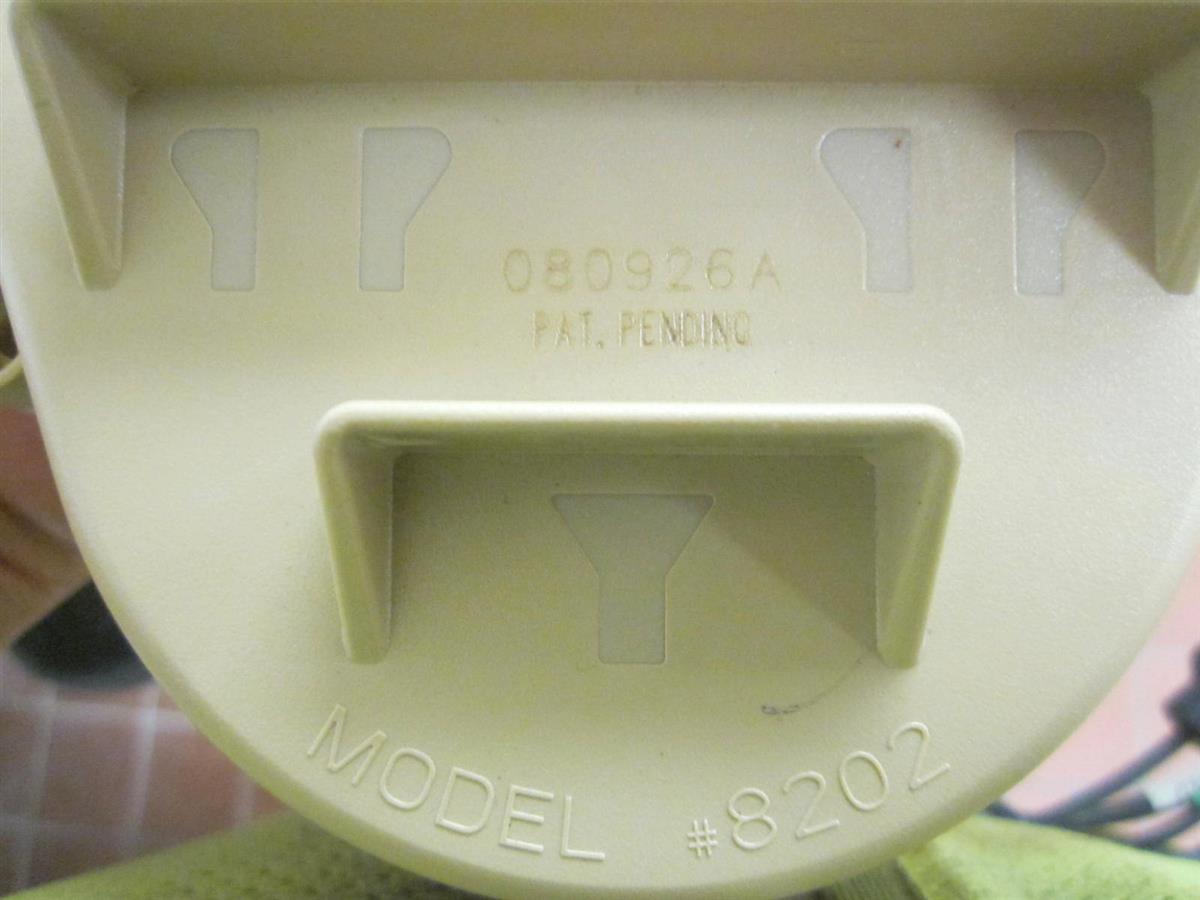 080926A
PAT. PENDING
MODEL #8202